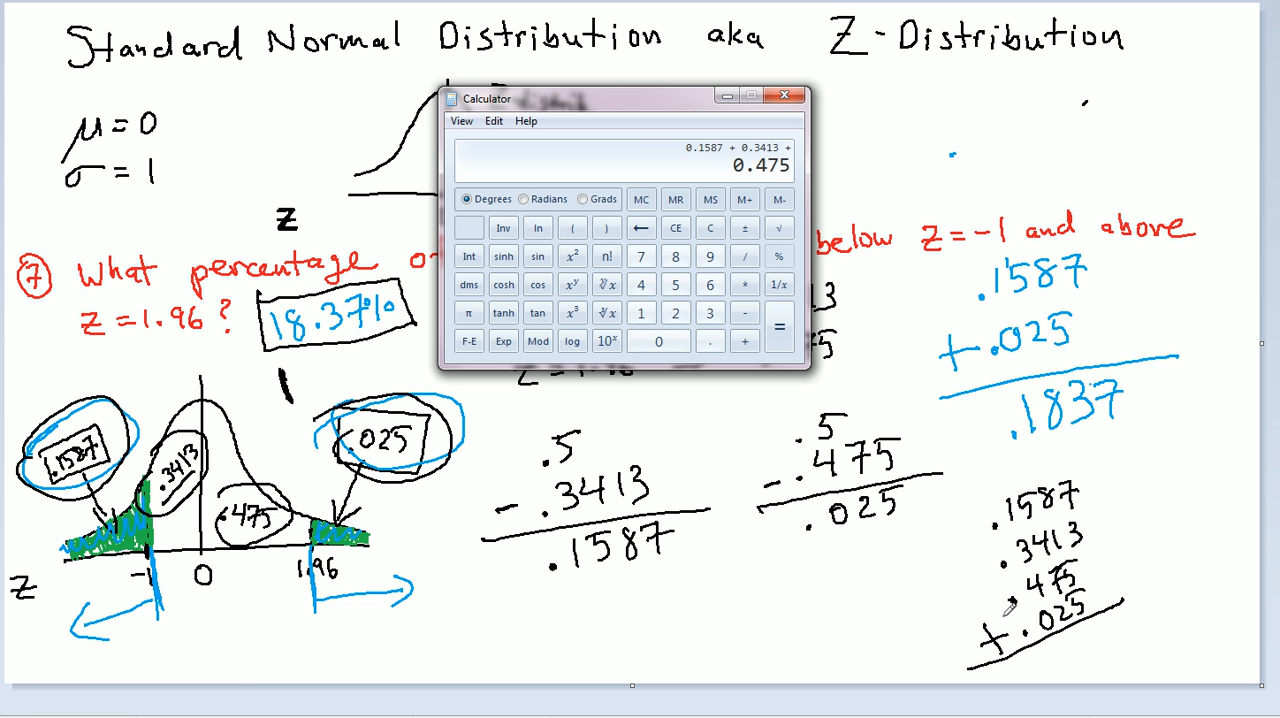 Standard Normal Distribution aka Z-Distribution
μ = 0
σ = 1
Z
Calculator
View Edit Help
0.1587 + 0.3413 +
0.475
Degrees Radians Grads MC MR MS M+ M-
Inv ln ( ) ← CE C ± √
Int sinh sin x² n! 7 8 9 / %
dms cosh cos xʸ ʸ√x 4 5 6 * 1/x
π tanh tan x³ ³√x 1 2 3 - =
F-E Exp Mod log 10ˣ 0 . +
⑦ What percentage
below z = -1 and above
z = 1.96 ?
18.37%
.1587
+ .025
.1837
.1587
.3413
.475
.025
-1 0 1.96
Z
.5
- .3413
.1587
.5
- .475
.025
.1587
.3413
.475
+ .025